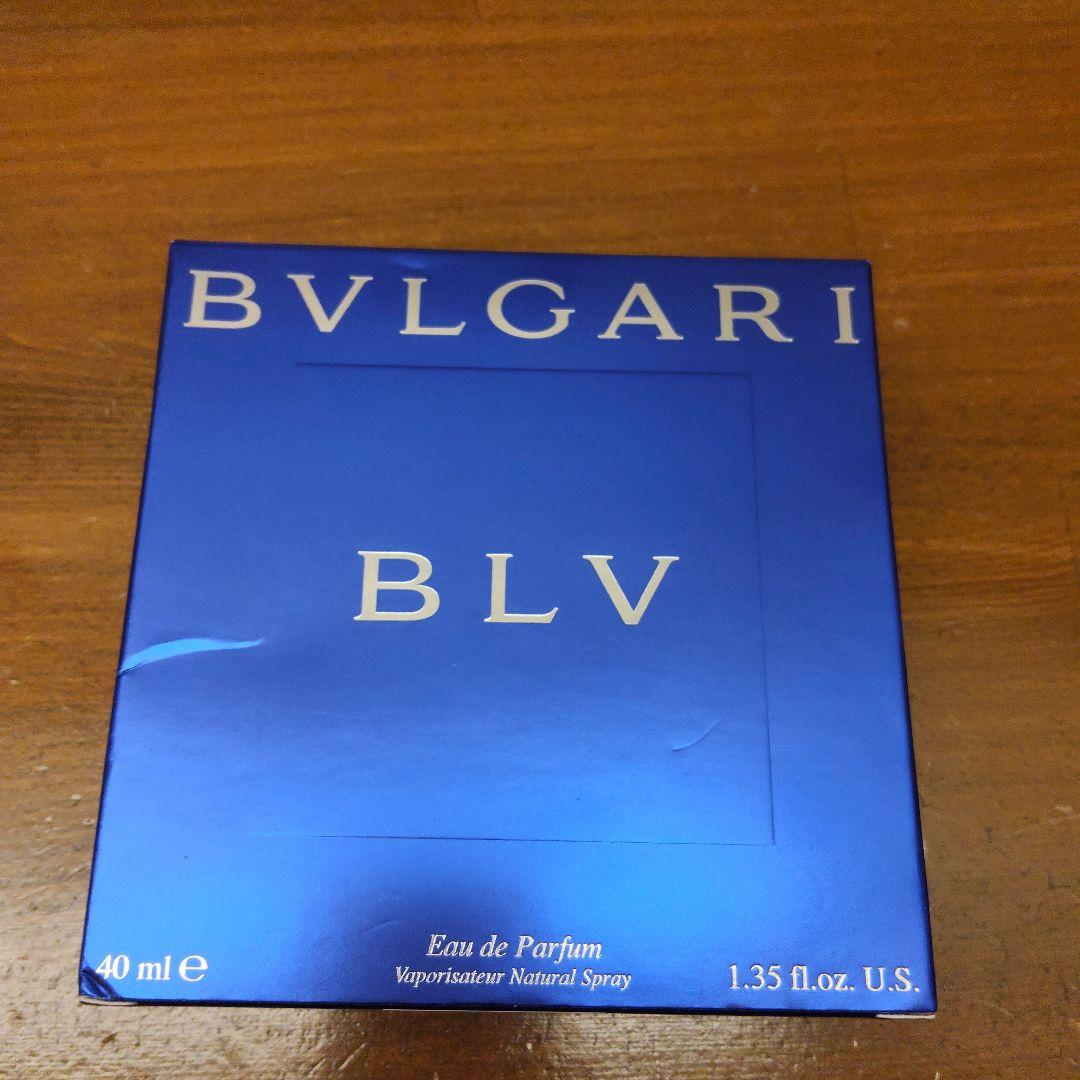 BVLGARI
BLV
Eau de Parfum
40 ml ℮ Vaporisateur Natural Spray 1.35 fl.oz. U.S.